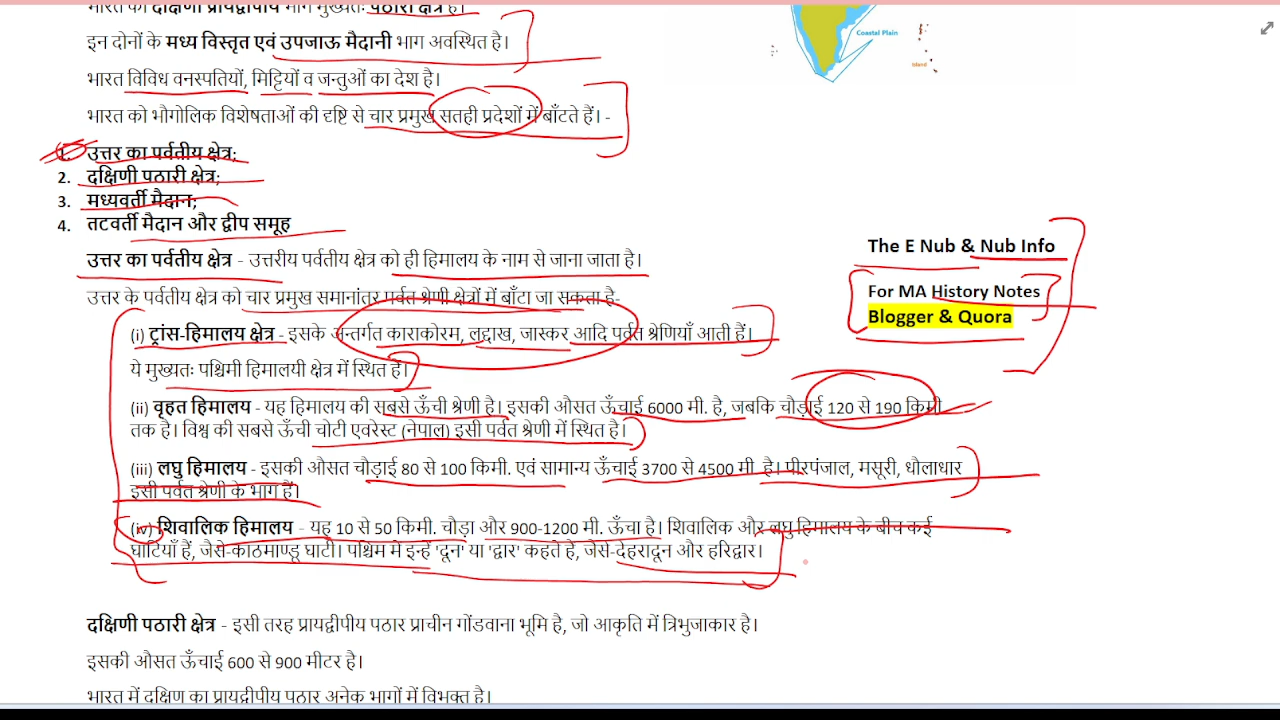 भारत का दक्षिणी प्रायद्वीपीय भाग मुख्यतः पठारी क्षेत्र है।
इन दोनों के मध्य विस्तृत एवं उपजाऊ मैदानी भाग अवस्थित है।
भारत विविध वनस्पतियों, मिट्टियों व जन्तुओं का देश है।
भारत को भौगोलिक विशेषताओं की दृष्टि से चार प्रमुख सतही प्रदेशों में बाँटते हैं। -
1. उत्तर का पर्वतीय क्षेत्र;
2. दक्षिणी पठारी क्षेत्र;
3. मध्यवर्ती मैदान;
4. तटवर्ती मैदान और द्वीप समूह
उत्तर का पर्वतीय क्षेत्र - उत्तरीय पर्वतीय क्षेत्र को ही हिमालय के नाम से जाना जाता है।
उत्तर के पर्वतीय क्षेत्र को चार प्रमुख समानांतर पर्वत श्रेणी क्षेत्रों में बाँटा जा सकता है-
(i) ट्रांस-हिमालय क्षेत्र - इसके अन्तर्गत काराकोरम, लद्दाख, जास्कर आदि पर्वत श्रेणियाँ आती हैं।
ये मुख्यतः पश्चिमी हिमालयी क्षेत्र में स्थित हैं।
(ii) वृहत हिमालय - यह हिमालय की सबसे ऊँची श्रेणी है। इसकी औसत ऊँचाई 6000 मी. है, जबकि चौड़ाई 120 से 190 किमी
तक है। विश्व की सबसे ऊँची चोटी एवरेस्ट (नेपाल) इसी पर्वत श्रेणी में स्थित है।
(iii) लघु हिमालय - इसकी औसत चौड़ाई 80 से 100 किमी. एवं सामान्य ऊँचाई 3700 से 4500 मी. है। पीरपंजाल, मसूरी, धौलाधार
इसी पर्वत श्रेणी के भाग हैं।
(iv) शिवालिक हिमालय - यह 10 से 50 किमी. चौड़ा और 900-1200 मी. ऊँचा है। शिवालिक और लघु हिमालय के बीच कई
घाटियाँ हैं, जैसे-काठमाण्डू घाटी। पश्चिम में इन्हें 'दून' या 'द्वार' कहते हैं, जैसे-देहरादून और हरिद्वार।
दक्षिणी पठारी क्षेत्र - इसी तरह प्रायद्वीपीय पठार प्राचीन गोंडवाना भूमि है, जो आकृति में त्रिभुजाकार है।
इसकी औसत ऊँचाई 600 से 900 मीटर है।
भारत में दक्षिण का प्रायद्वीपीय पठार अनेक भागों में विभक्त है।
Coastal Plain
Island
The E Nub & Nub Info
For MA History Notes
Blogger & Quora